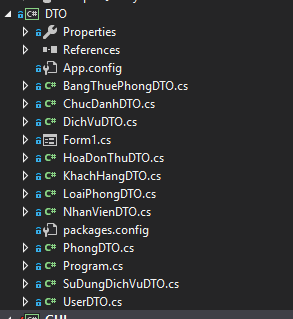 DTO
Properties
References
App.config
BangThuePhongDTO.cs
ChucDanhDTO.cs
DichVuDTO.cs
Form1.cs
HoaDonThuDTO.cs
KhachHangDTO.cs
LoaiPhongDTO.cs
NhanVienDTO.cs
packages.config
PhongDTO.cs
Program.cs
SuDungDichVuDTO.cs
UserDTO.cs